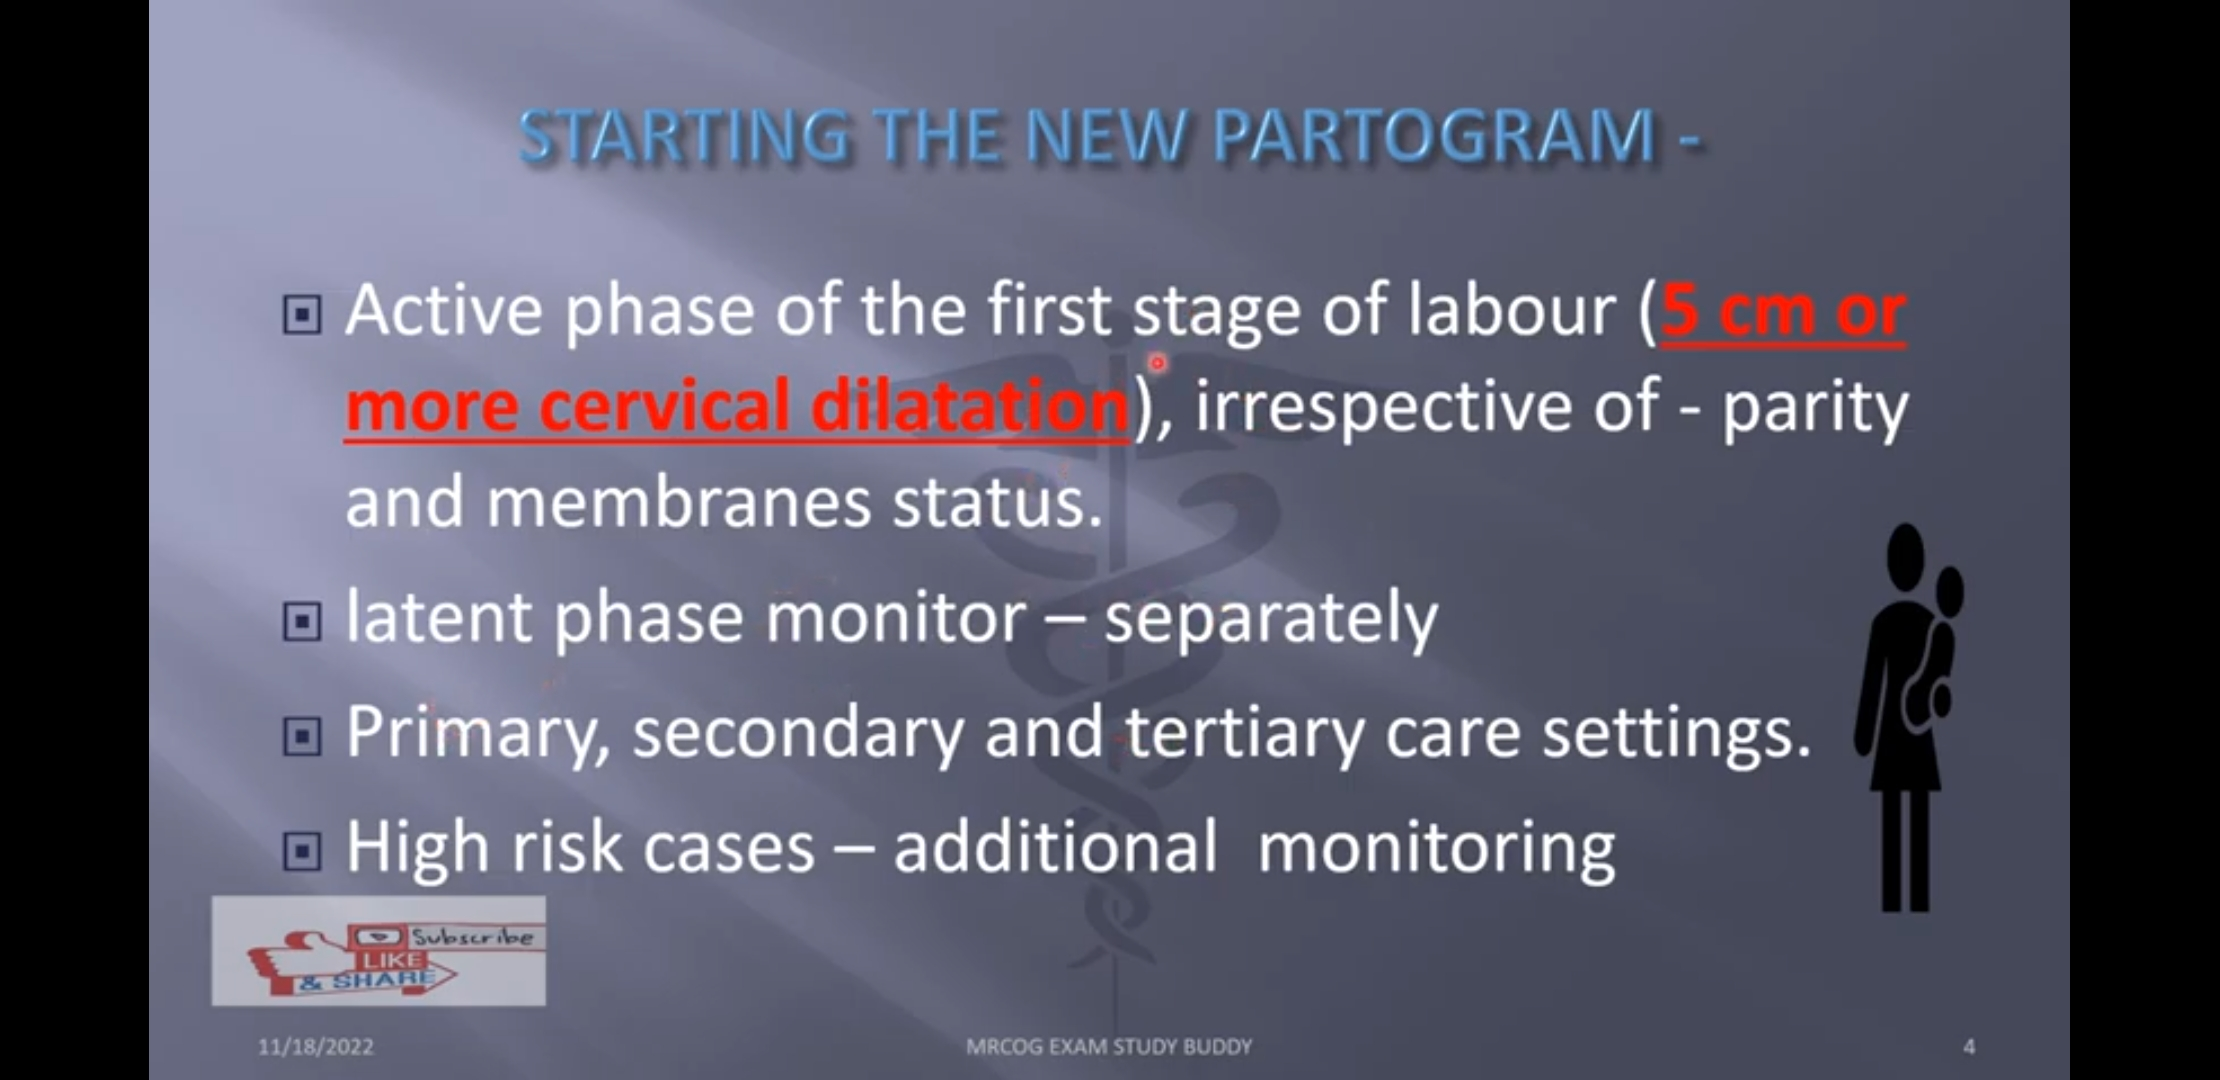 STARTING THE NEW PARTOGRAM -
Active phase of the first stage of labour (5 cm or
more cervical dilatation), irrespective of - parity
and membranes status.
latent phase monitor – separately
Primary, secondary and tertiary care settings.
High risk cases – additional monitoring
Subscribe
LIKE
& SHARE
11/18/2022
MRCOG EXAM STUDY BUDDY
4